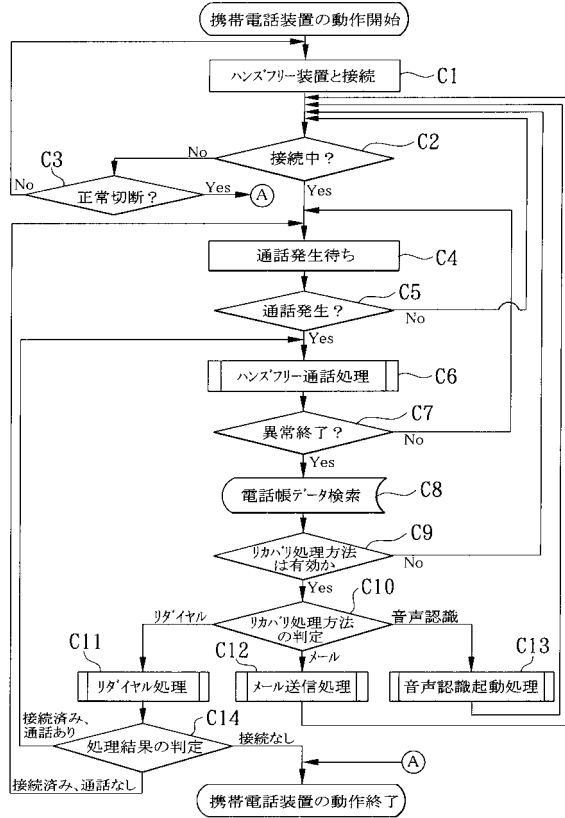 携帯電話装置の動作開始
ハンズフリー装置と接続
C1
接続中?
C2
No
Yes
C3
正常切断?
No
Yes
A
通話発生待ち
C4
通話発生?
C5
No
Yes
ハンズフリー通話処理
C6
異常終了?
C7
No
Yes
電話帳データ検索
C8
リカバリ処理方法
は有効か
C9
No
Yes
リカバリ処理方法
の判定
C10
リダイヤル
メール
音声認識
C11
リダイヤル処理
C12
メール送信処理
C13
音声認識起動処理
C14
処理結果の判定
接続済み、
通話あり
接続なし
接続済み、通話なし
A
携帯電話装置の動作終了